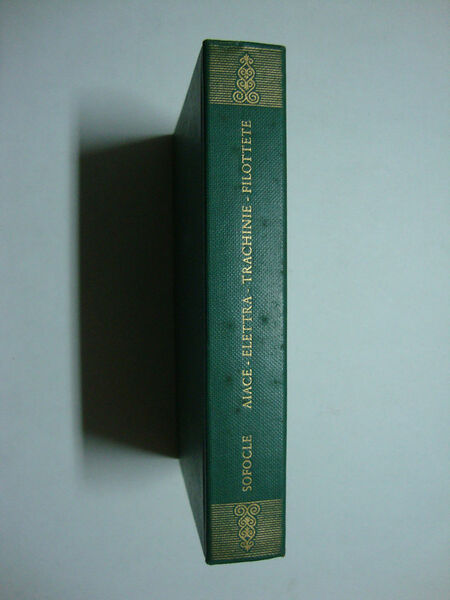 SOFOCLE AIACE - ELETTRA - TRACHINIE - FILOTTETE